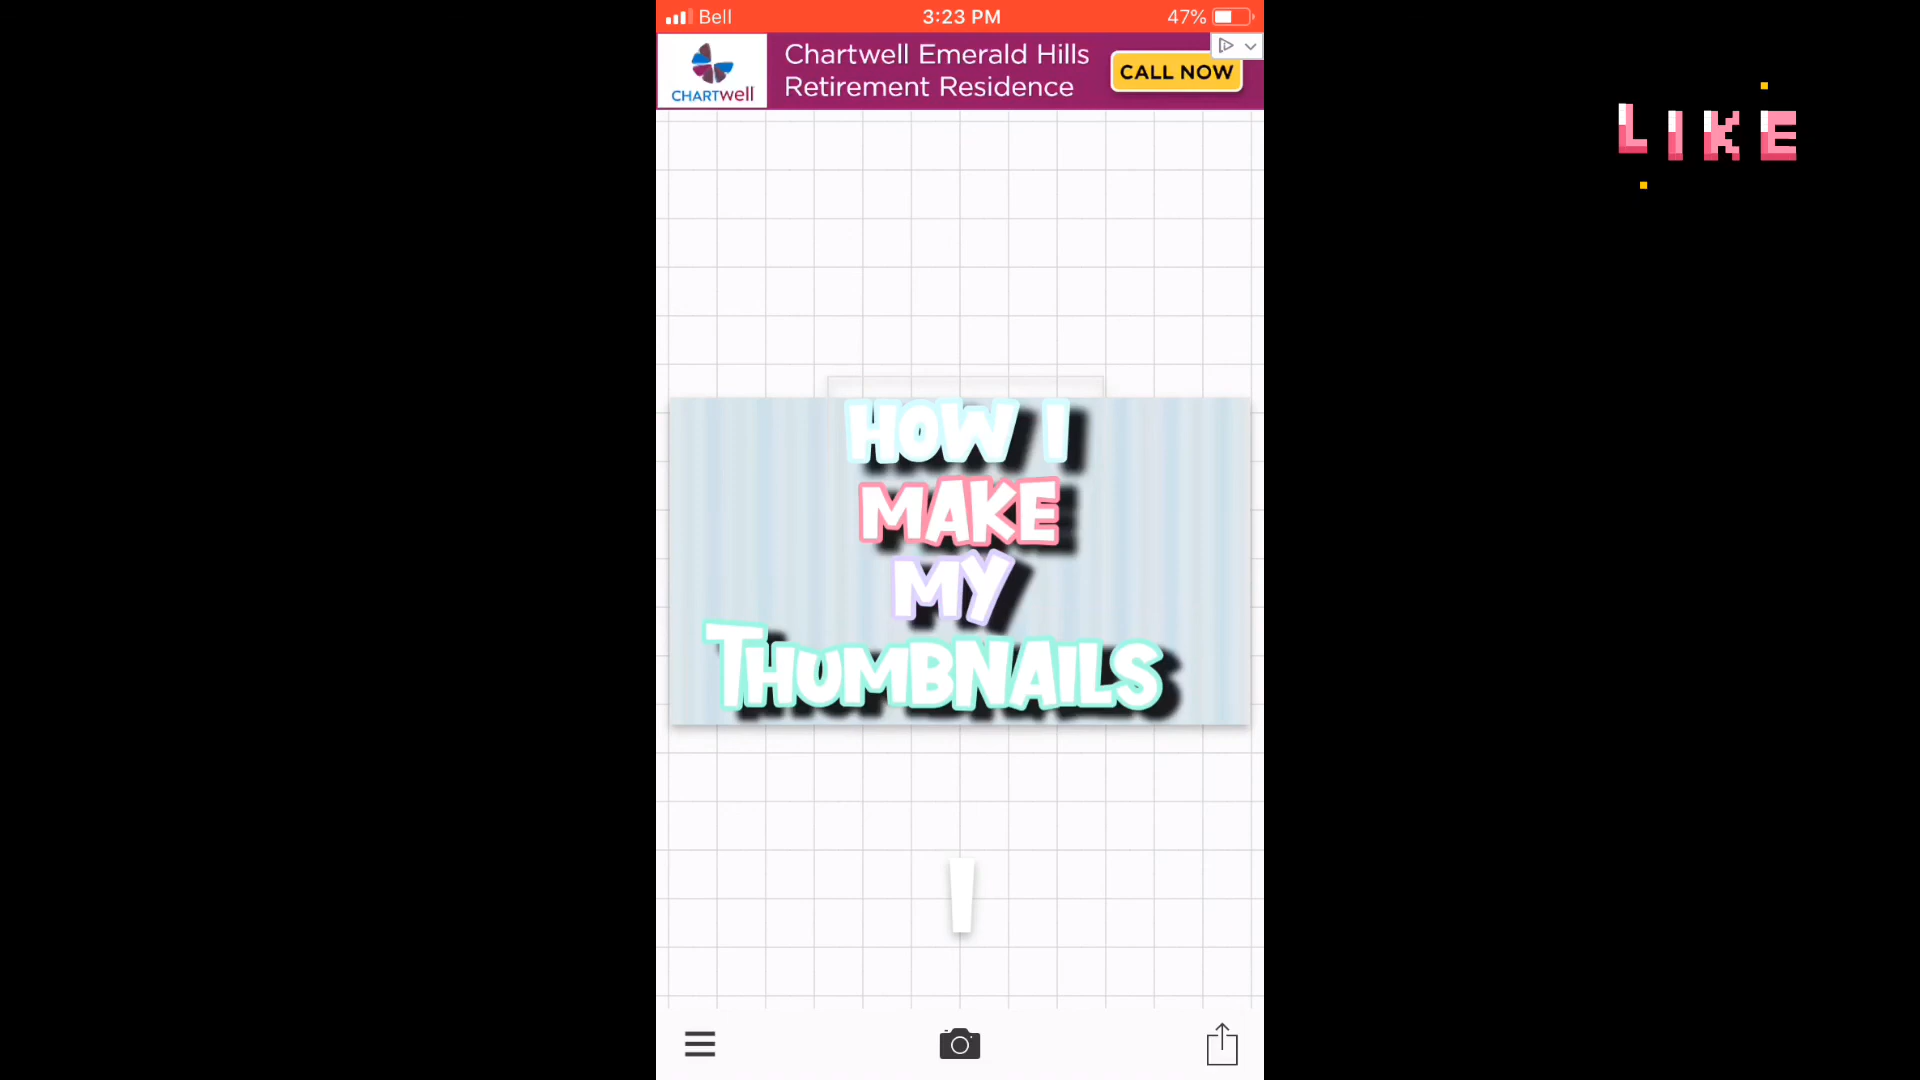 Bell 3:23 PM 47%
CHARTwell
Chartwell Emerald Hills
Retirement Residence
CALL NOW
LIKE
HOW I
MAKE
MY
THUMBNAILS
I